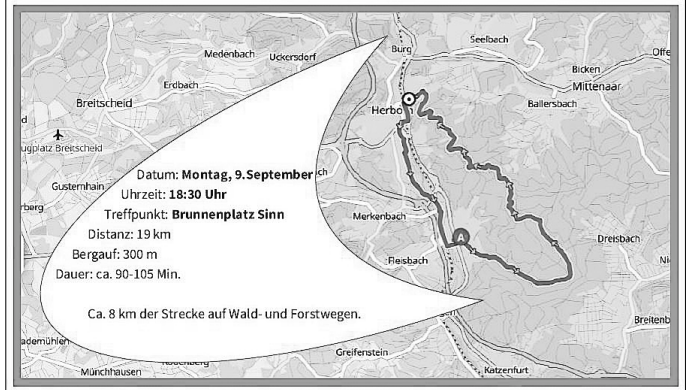 Burg
Seelbach
Medenbach
Uckersdorf
Offe
Bicken
Mittenaar
Erdbach
Breitscheid
Ballersbach
Herbo
ugplatz Breitscheid
Datum: Montag, 9.September
ch
Uhrzeit: 18:30 Uhr
Gusternhain
Treffpunkt: Brunnenplatz Sinn
Merkenbach
Distanz: 19 km
Dreisbach
A
Bergauf: 300 m
Fleisbach
Dauer: ca. 90-105 Min.
Ca. 8 km der Strecke auf Wald- und Forstwegen.
Breitenb
ademühlen
Greifenstein
Münchhausen
Katzenfurt